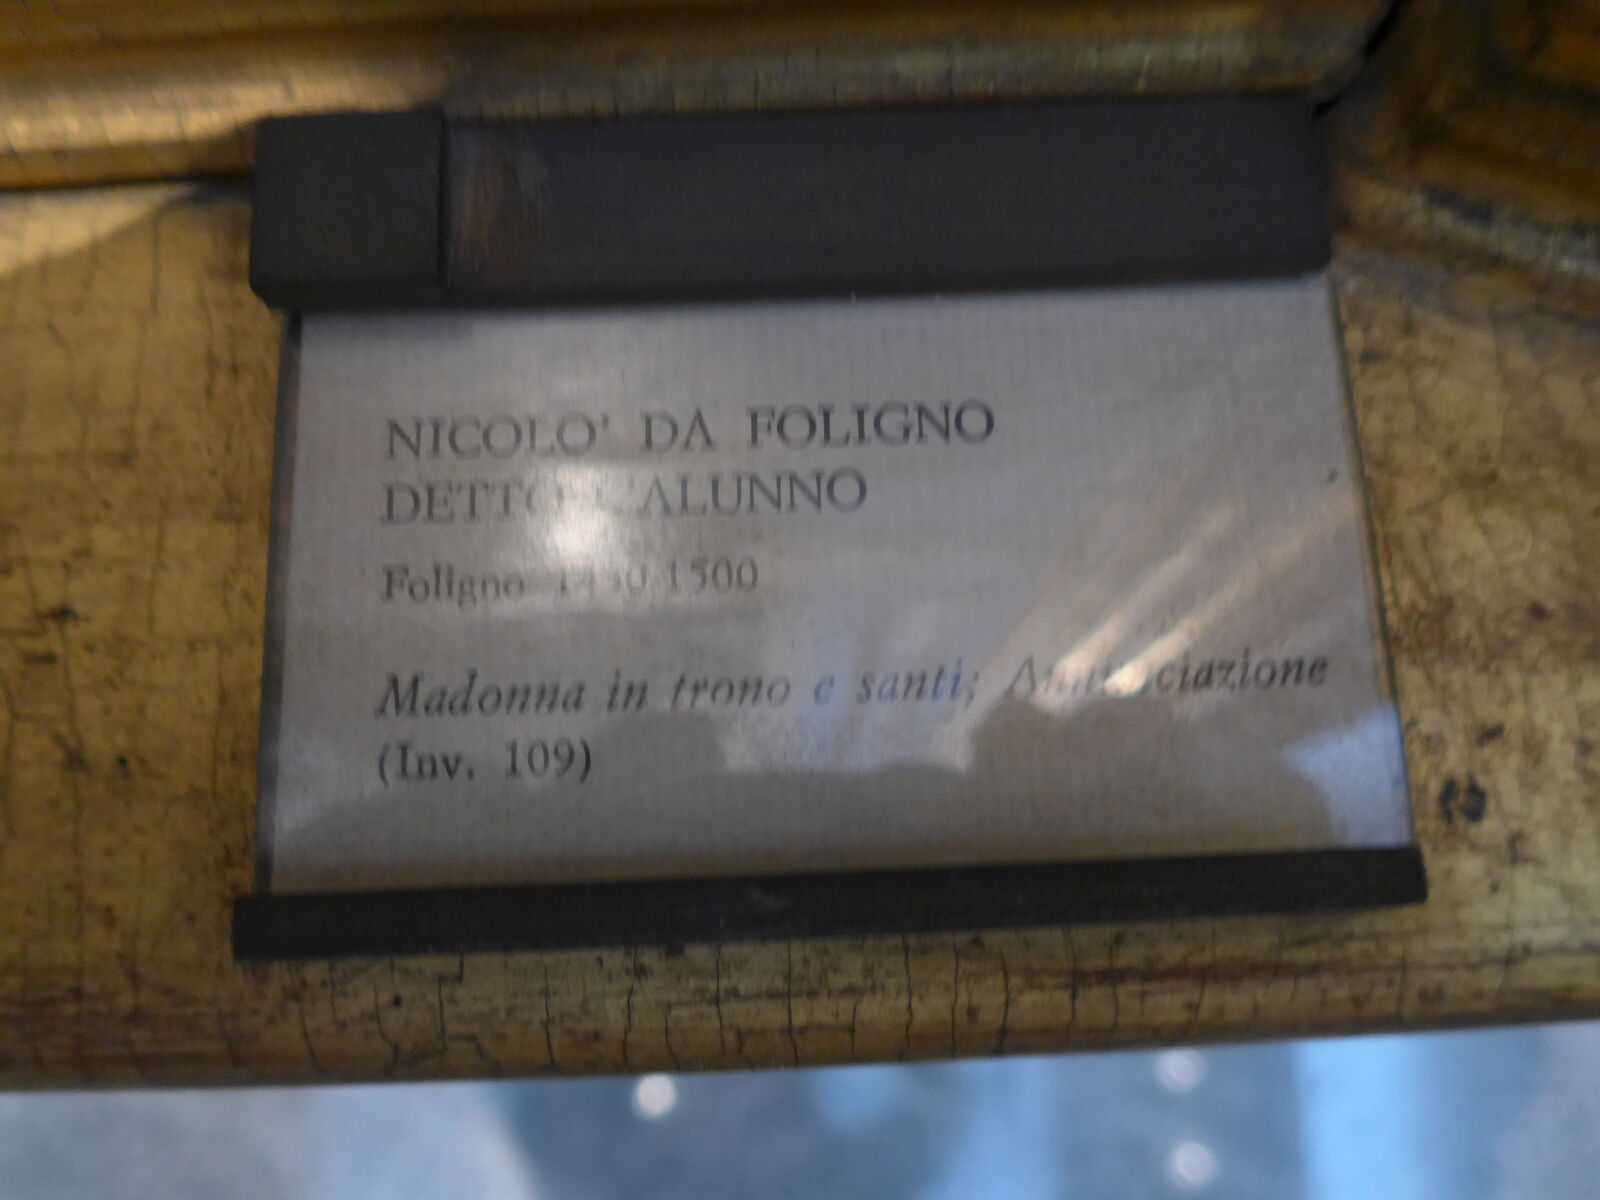 NICOLO' DA FOLIGNO
DETTO L'ALUNNO
Foligno 1430-1500
Madonna in trono e santi; Annunciazione
(Inv. 109)